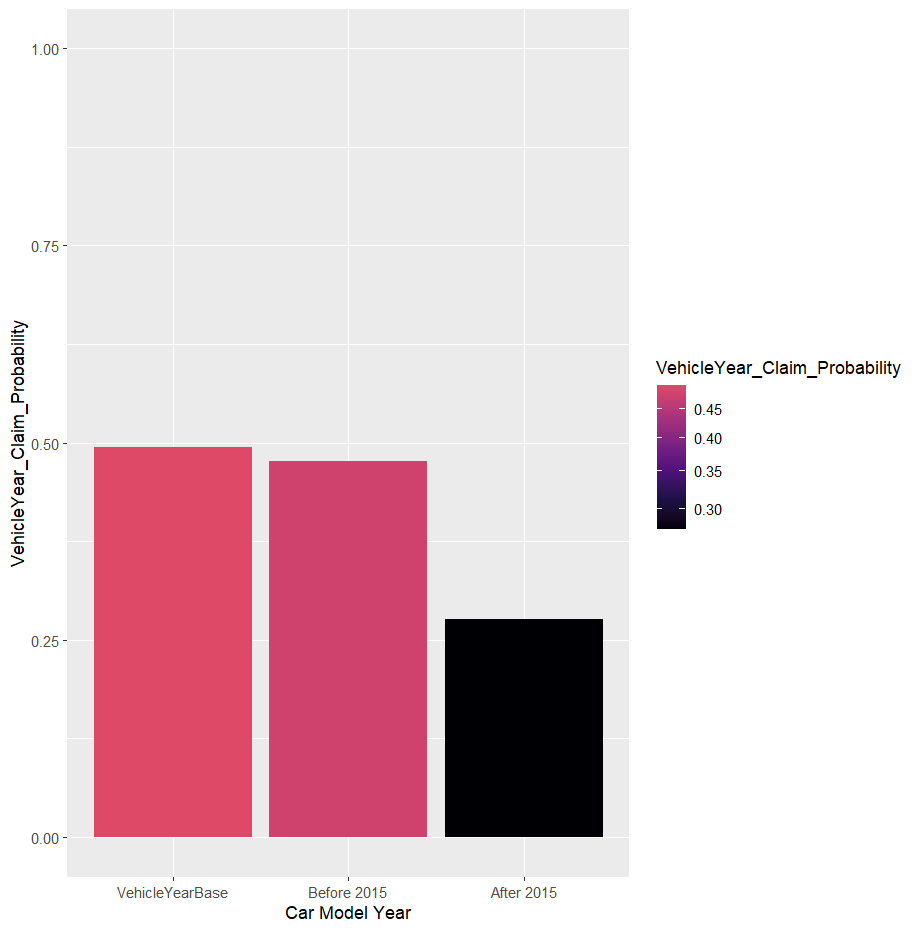 1.00
0.75
0.50
0.25
0.00
VehicleYear_Claim_Probability
VehicleYearBase
Before 2015
After 2015
Car Model Year
VehicleYear_Claim_Probability
0.45
0.40
0.35
0.30